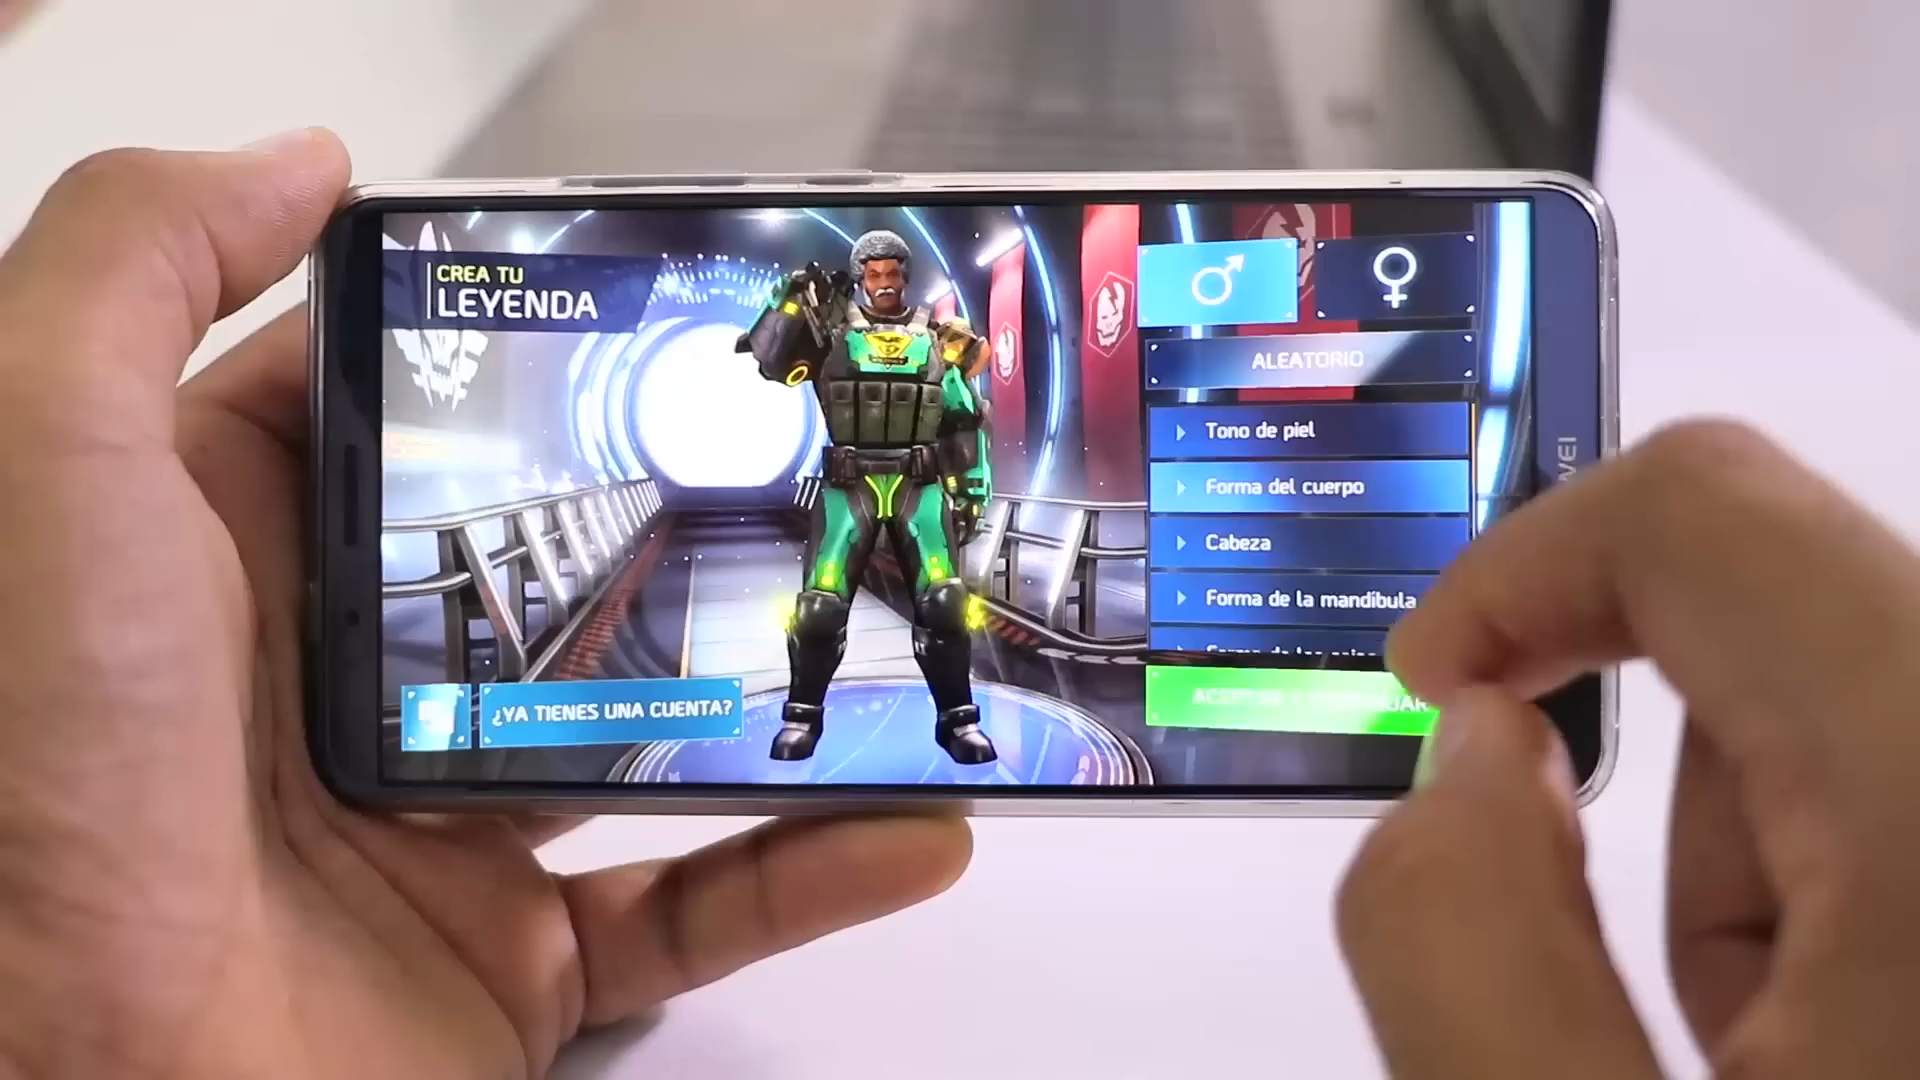 CREA TU
LEYENDA
ALEATORIO
Tono de piel
Forma del cuerpo
Cabeza
Forma de la mandíbula
¿YA TIENES UNA CUENTA?